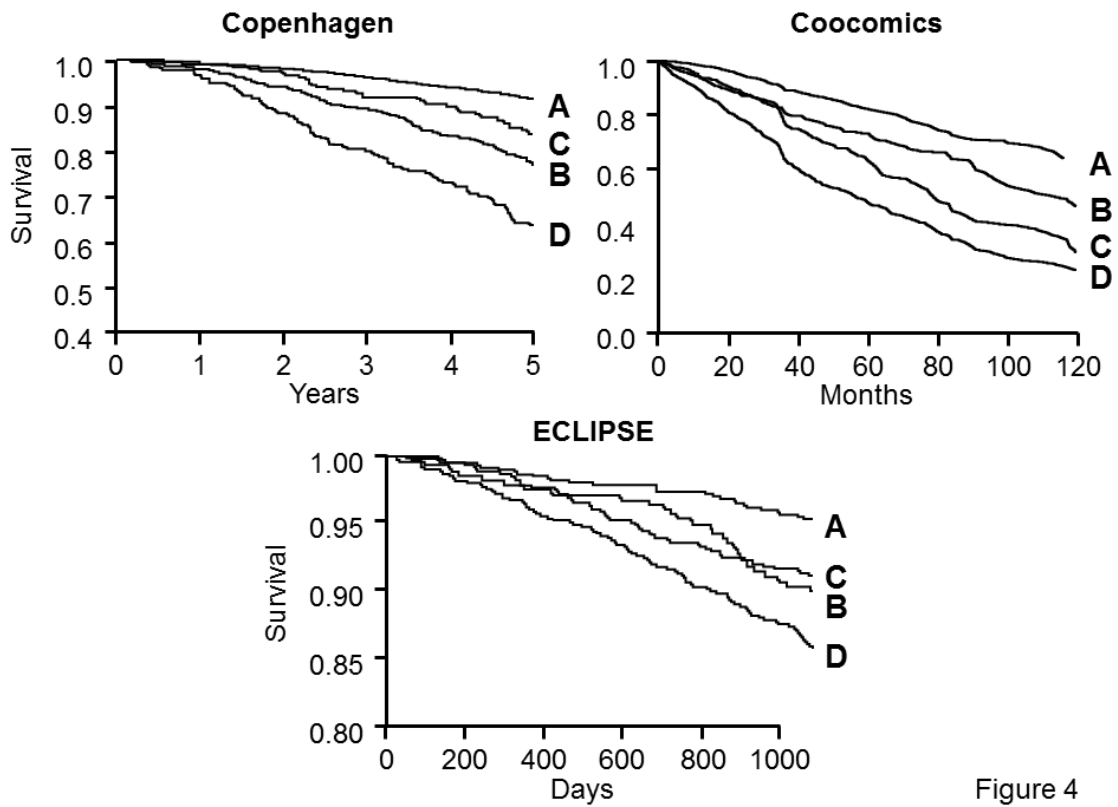 Copenhagen
1.0
0.9
0.8
0.7
0.6
0.5
0.4
Survival
0 1 2 3 4 5
Years
A
C
B
D
Coocomics
1.0
0.8
0.6
0.4
0.2
0.0
0 20 40 60 80 100 120
Months
A
B
C
D
ECLIPSE
1.00
0.95
0.90
0.85
0.80
Survival
0 200 400 600 800 1000
Days
A
C
B
D
Figure 4